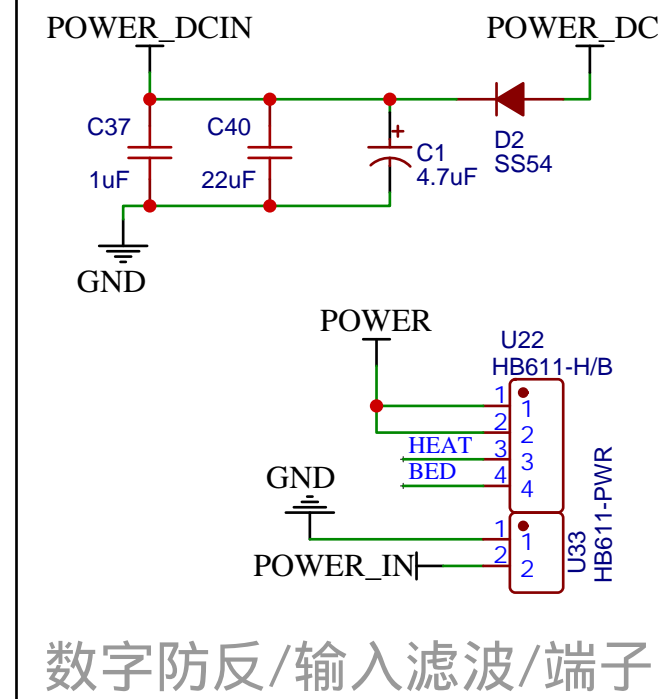 POWER_DCIN
POWER_DC
C37
1uF
C40
22uF
C1
4.7uF
D2
SS54
GND
POWER
U22
HB611-H/B
1 1
2 2
HEAT 3 3
BED 4 4
GND
1 1
POWER_IN 2 2
U33
HB611-PWR
数字防反/输入滤波/端子